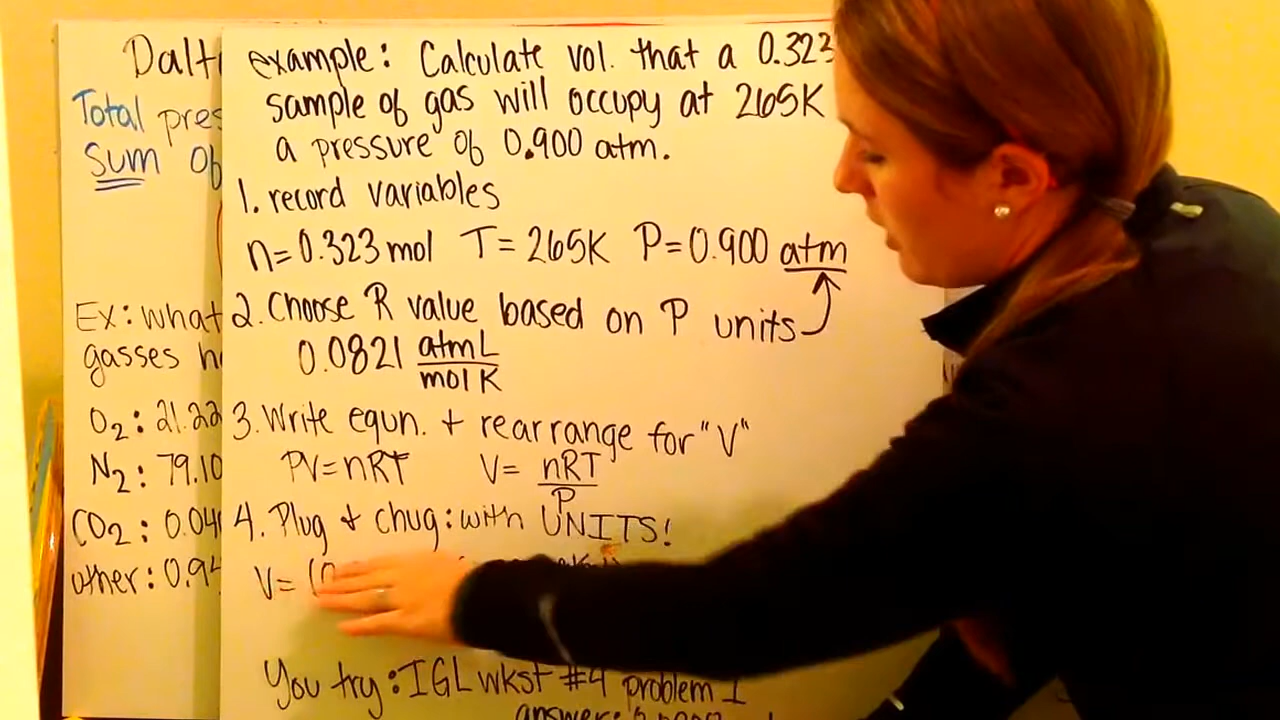 Dalt
Total pres
Sum of
Ex: what
gasses h
O2: 21.22
N2: 79.10
CO2: 0.04
other: 0.94
example: Calculate vol. that a 0.323
sample of gas will occupy at 265K
a pressure of 0.900 atm.
1. record variables
n=0.323 mol T=265K P=0.900 atm
2. Choose R value based on P units
0.0821 atmL/molK
3. Write equn. + rearrange for "V"
PV=nRT V= nRT/P
4. Plug + chug: with UNITS!
V= (0
You try: IGL wkst #4 problem 1
answer: